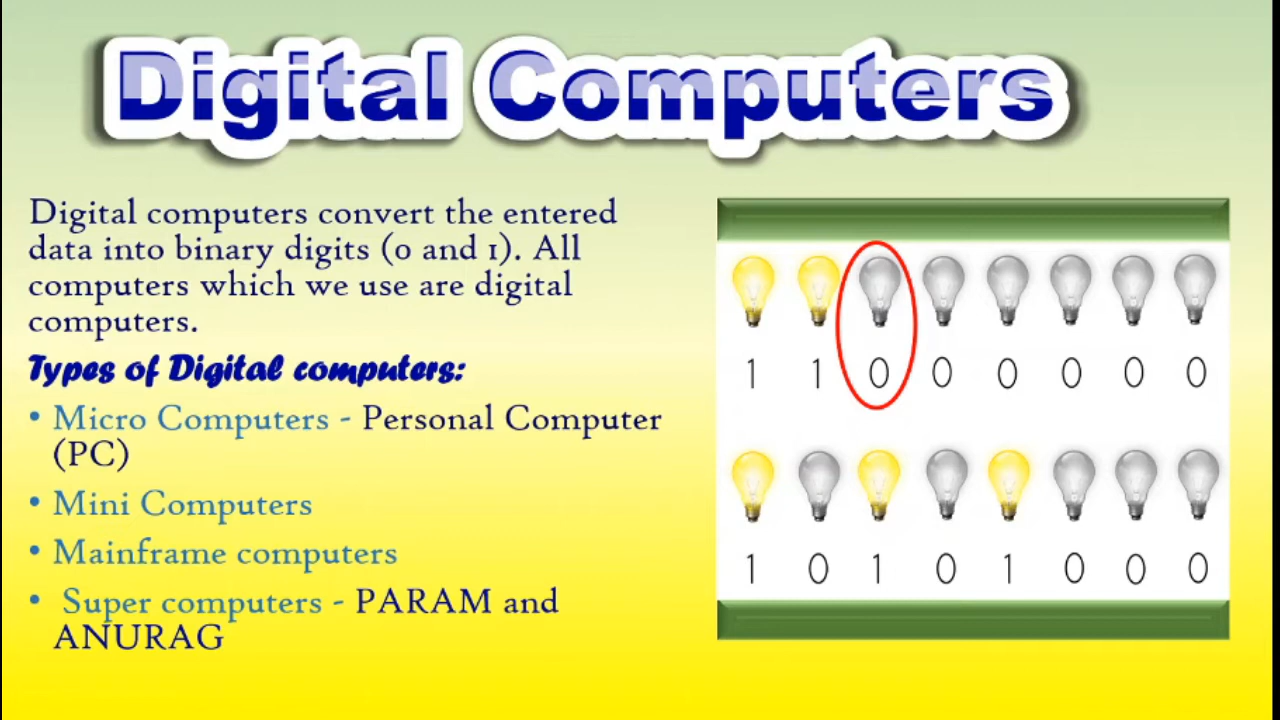 Digital Computers
Digital computers convert the entered
data into binary digits (0 and 1). All
computers which we use are digital
computers.
Types of Digital computers:
• Micro Computers - Personal Computer
(PC)
• Mini Computers
• Mainframe computers
• Super computers - PARAM and
ANURAG
1 1 0 0 0 0 0 0
1 0 1 0 1 0 0 0